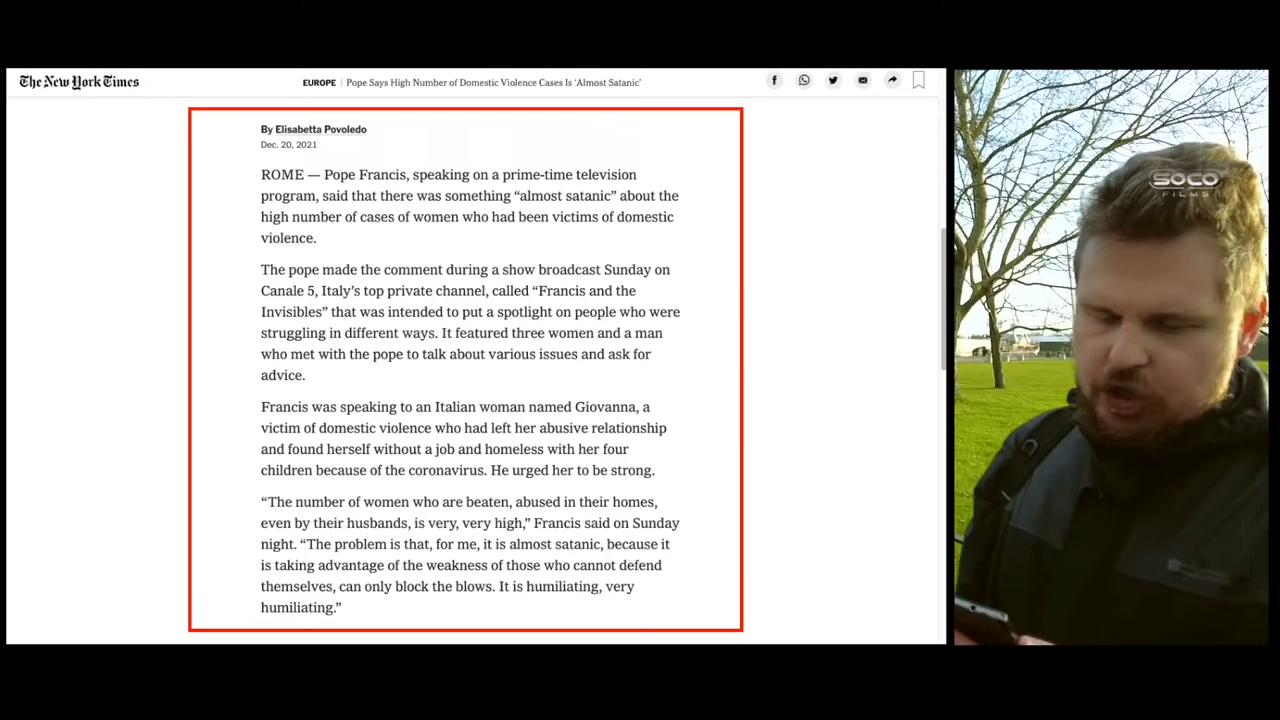 The New York Times
EUROPE | Pope Says High Number of Domestic Violence Cases Is ‘Almost Satanic’
By Elisabetta Povoledo
Dec. 20, 2021
ROME — Pope Francis, speaking on a prime-time television
program, said that there was something “almost satanic” about the
high number of cases of women who had been victims of domestic
violence.
The pope made the comment during a show broadcast Sunday on
Canale 5, Italy’s top private channel, called “Francis and the
Invisibles” that was intended to put a spotlight on people who were
struggling in different ways. It featured three women and a man
who met with the pope to talk about various issues and ask for
advice.
Francis was speaking to an Italian woman named Giovanna, a
victim of domestic violence who had left her abusive relationship
and found herself without a job and homeless with her four
children because of the coronavirus. He urged her to be strong.
“The number of women who are beaten, abused in their homes,
even by their husbands, is very, very high,” Francis said on Sunday
night. “The problem is that, for me, it is almost satanic, because it
is taking advantage of the weakness of those who cannot defend
themselves, can only block the blows. It is humiliating, very
humiliating.”
SOCO
FILMS